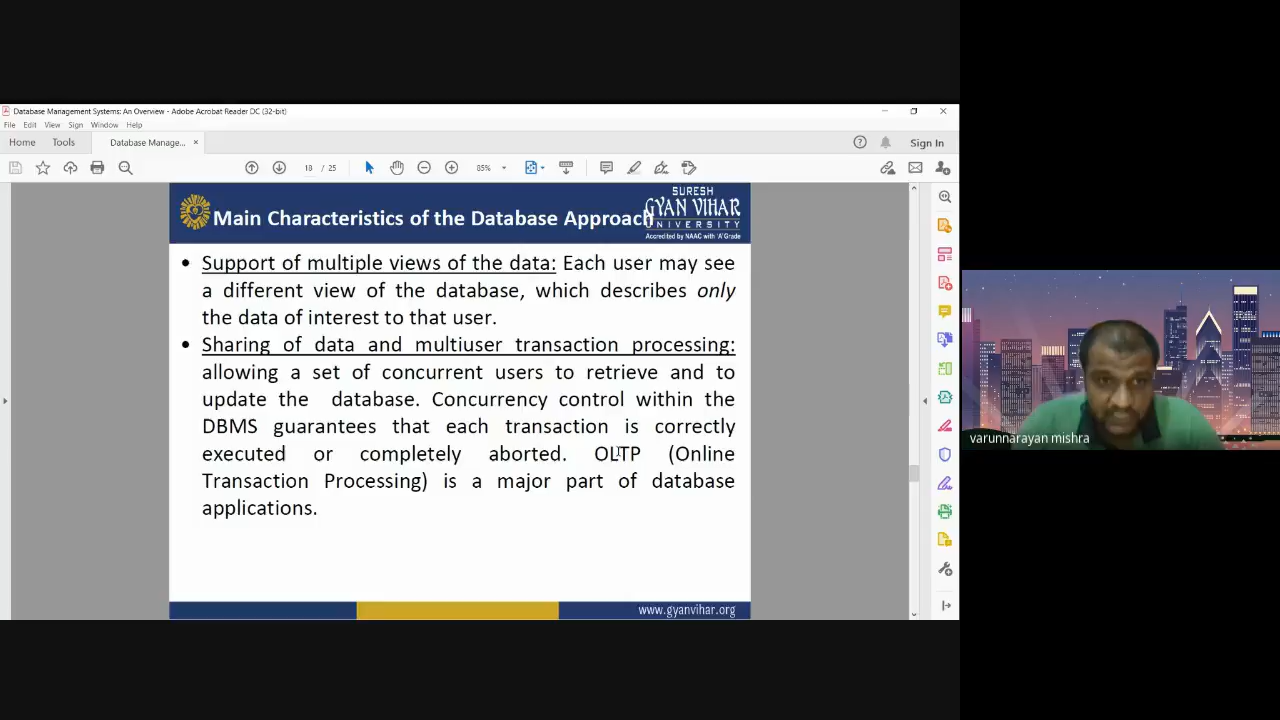 Database Management Systems: An Overview - Adobe Acrobat Reader DC (32-bit)
File Edit View Sign Window Help
Home Tools Database Manage... × Sign In
18 / 25 85%
SURESH
GYAN VIHAR
UNIVERSITY
Accredited by NAAC with 'A' Grade
Main Characteristics of the Database Approach
• Support of multiple views of the data: Each user may see
a different view of the database, which describes only
the data of interest to that user.
• Sharing of data and multiuser transaction processing:
allowing a set of concurrent users to retrieve and to
update the database. Concurrency control within the
DBMS guarantees that each transaction is correctly
executed or completely aborted. OLTP (Online
Transaction Processing) is a major part of database
applications.
www.gyanvihar.org
varunnarayan mishra